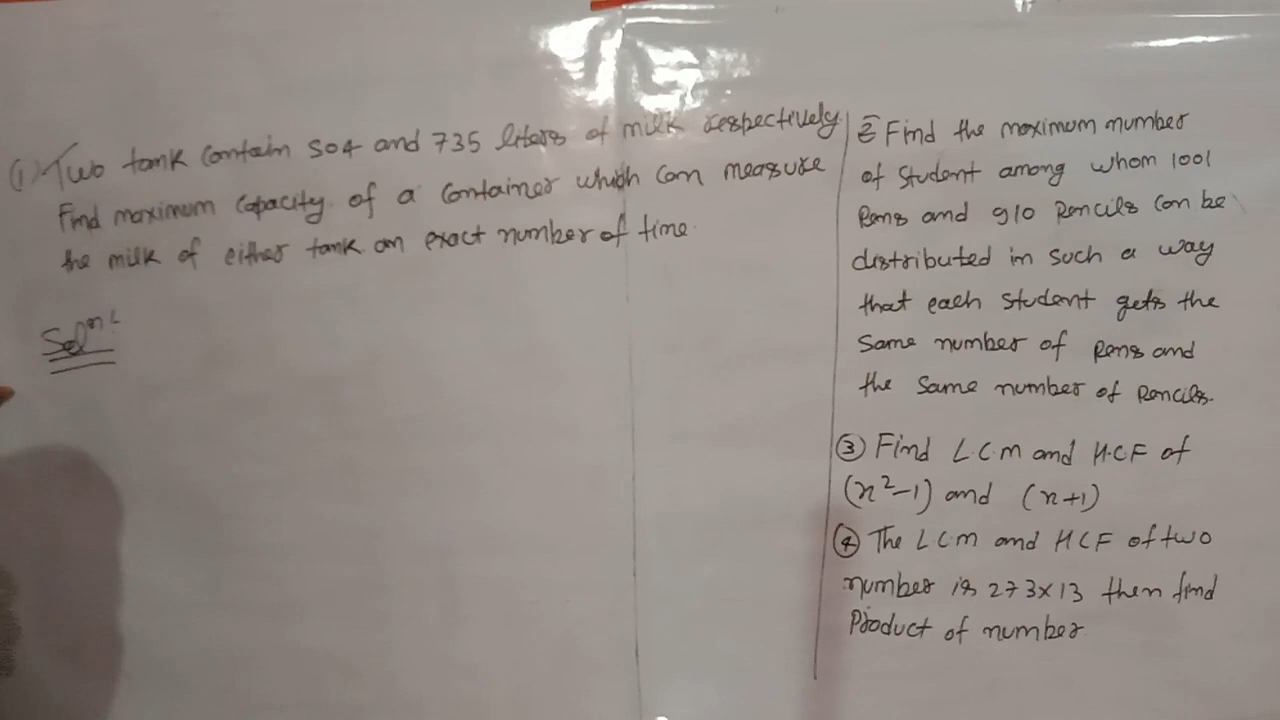 (1) Two tank contain 504 and 735 liters of milk respectively
Find maximum capacity of a container which can measure
the milk of either tank an exact number of time.
Solⁿ:
2 Find the maximum number
of student among whom 1001
Pens and 910 Pencils can be
distributed in such a way
that each student gets the
same number of pens and
the same number of pencils.
③ Find L.C.M and H.C.F of
(x²-1) and (x+1)
④ The LCM and HCF of two
number is 273x13 then find
Product of number